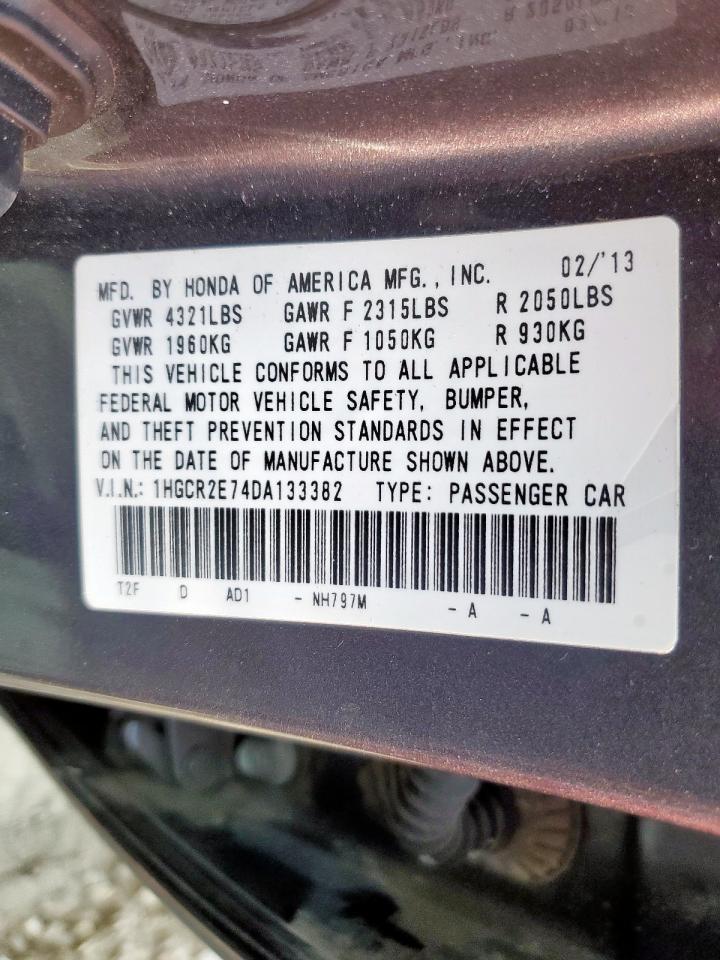 MFD. BY HONDA OF AMERICA MFG., INC. 02/'13
GVWR 4321LBS GAWR F 2315LBS R 2050LBS
GVWR 1960KG GAWR F 1050KG R 930KG
THIS VEHICLE CONFORMS TO ALL APPLICABLE
FEDERAL MOTOR VEHICLE SAFETY, BUMPER,
AND THEFT PREVENTION STANDARDS IN EFFECT
ON THE DATE OF MANUFACTURE SHOWN ABOVE.
V.I.N.: 1HGCR2E74DA133382 TYPE: PASSENGER CAR
T2F D AD1 - NH797M - A - A